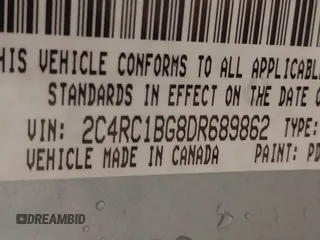 HIS VEHICLE CONFORMS TO ALL APPLICABL
STANDARDS IN EFFECT ON THE DATE O
VIN: 2C4RC1BG8DR689862 TYPE:
VEHICLE MADE IN CANADA PAINT: PD
DREAMBID